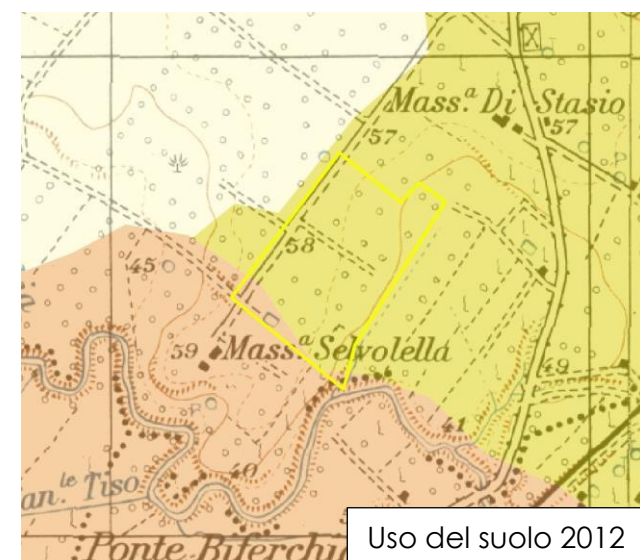 Mass.ª Di Stasio
57
57
58
45
59
Mass.ª Selvolella
49
41
40
an.le Tiso
Ponte Biferchi
Uso del suolo 2012